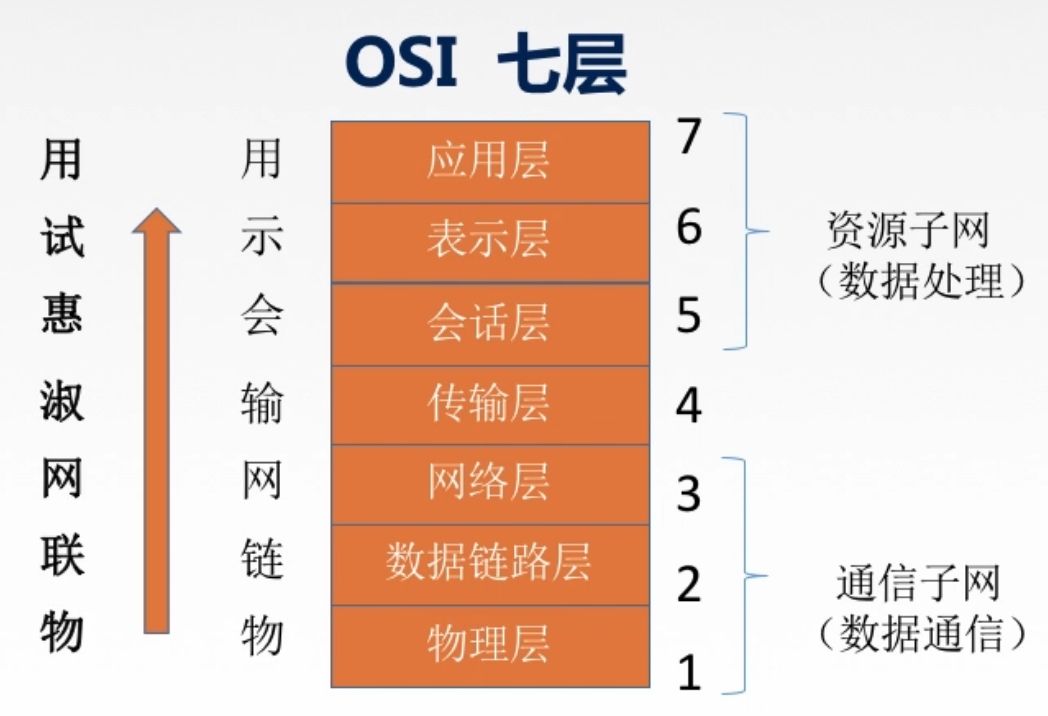 OSI 七层
用 用 应用层 7
试 示 表示层 6
惠 会 会话层 5
淑 输 传输层 4
网 网 网络层 3
联 链 数据链路层 2
物 物 物理层 1
资源子网
（数据处理）
通信子网
（数据通信）